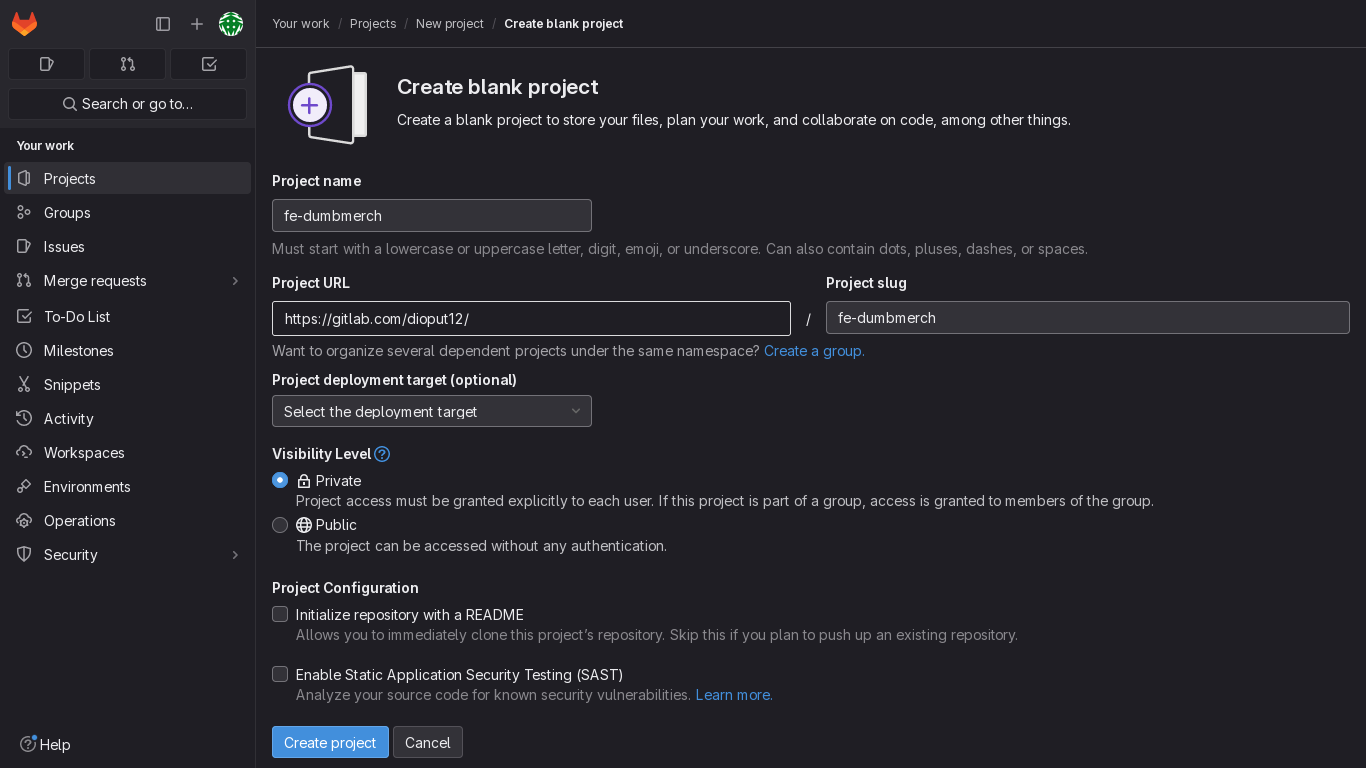 Your work / Projects / New project / Create blank project
Search or go to…
Your work
Projects
Groups
Issues
Merge requests
To-Do List
Milestones
Snippets
Activity
Workspaces
Environments
Operations
Security
Help
Create blank project
Create a blank project to store your files, plan your work, and collaborate on code, among other things.
Project name
fe-dumbmerch
Must start with a lowercase or uppercase letter, digit, emoji, or underscore. Can also contain dots, pluses, dashes, or spaces.
Project URL
Project slug
https://gitlab.com/dioput12/ / fe-dumbmerch
Want to organize several dependent projects under the same namespace? Create a group.
Project deployment target (optional)
Select the deployment target
Visibility Level
Private
Project access must be granted explicitly to each user. If this project is part of a group, access is granted to members of the group.
Public
The project can be accessed without any authentication.
Project Configuration
Initialize repository with a README
Allows you to immediately clone this project’s repository. Skip this if you plan to push up an existing repository.
Enable Static Application Security Testing (SAST)
Analyze your source code for known security vulnerabilities. Learn more.
Create project
Cancel